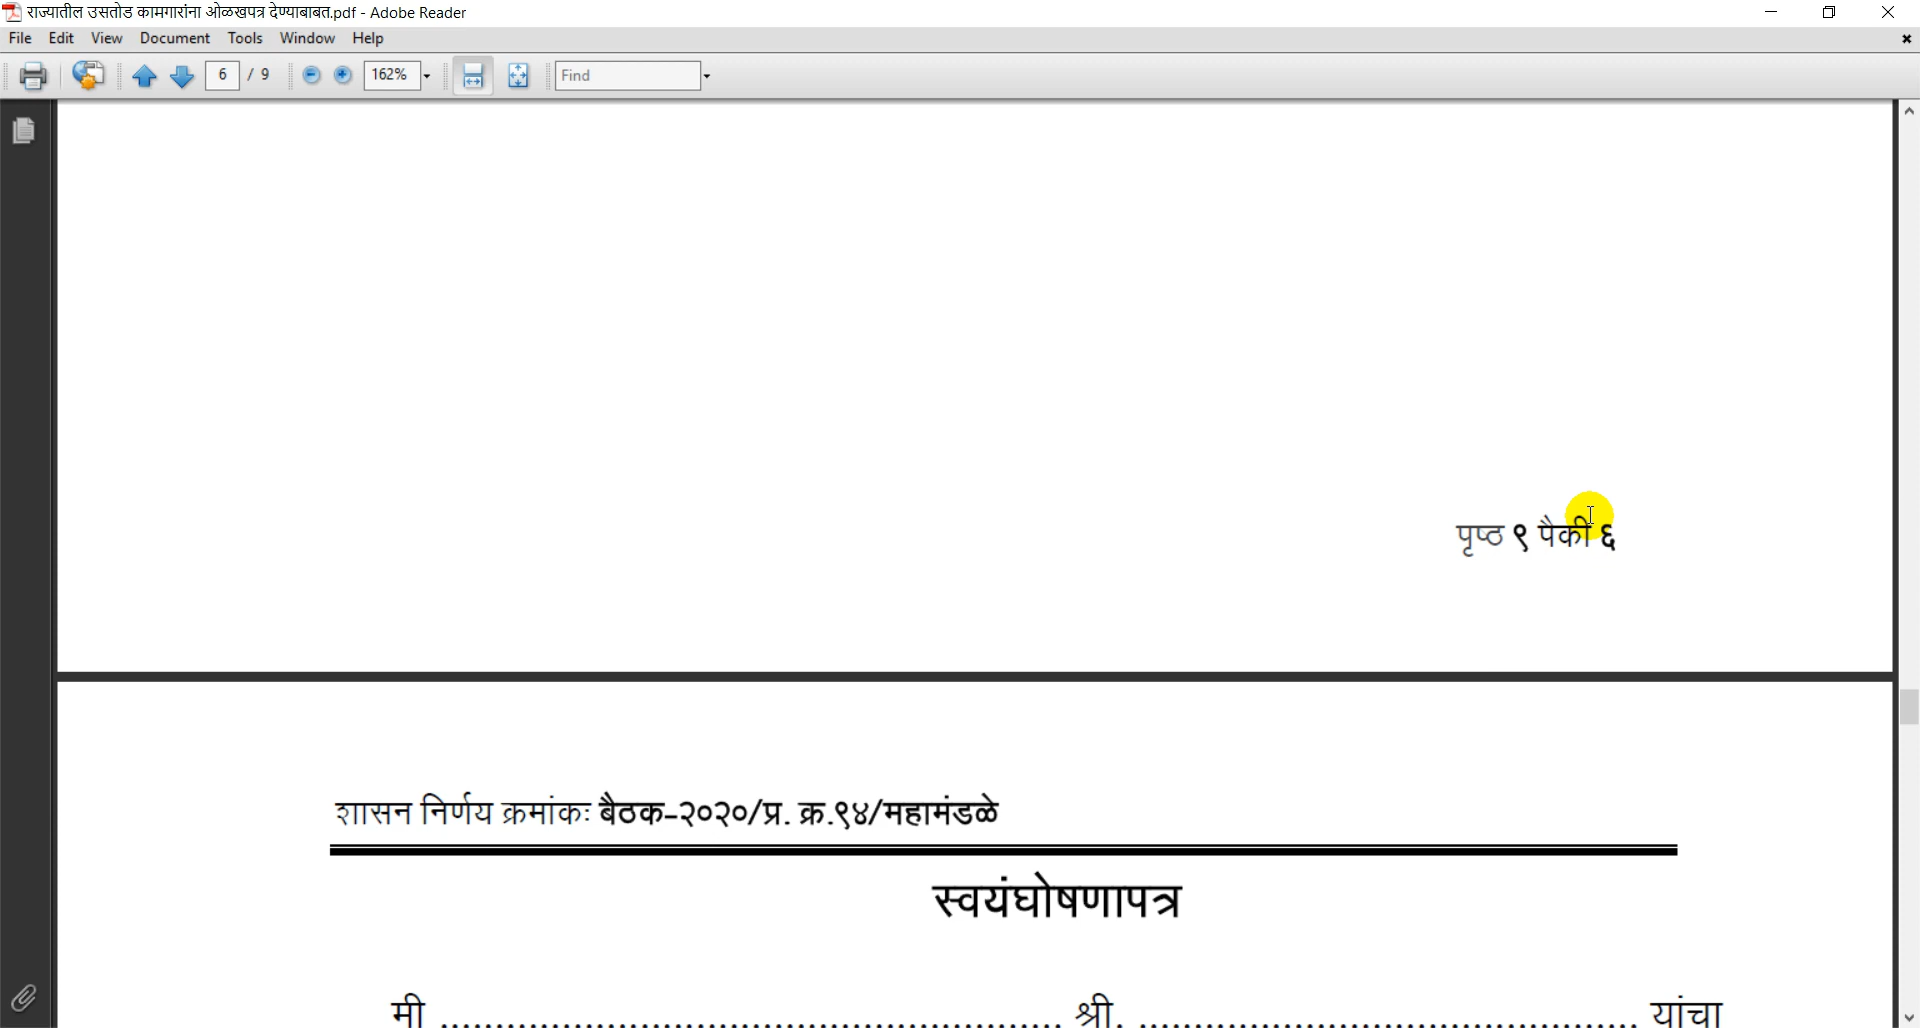 राज्यातील उसतोड कामगारांना ओळखपत्र देण्याबाबत.pdf - Adobe Reader
File Edit View Document Tools Window Help
6 / 9 162% Find
पृष्ठ ९ पैकी ६
शासन निर्णय क्रमांकः बैठक-२०२०/प्र. क्र.९४/महामंडळे
स्वयंघोषणापत्र
मी .............................................. श्री. ..................................... यांचा